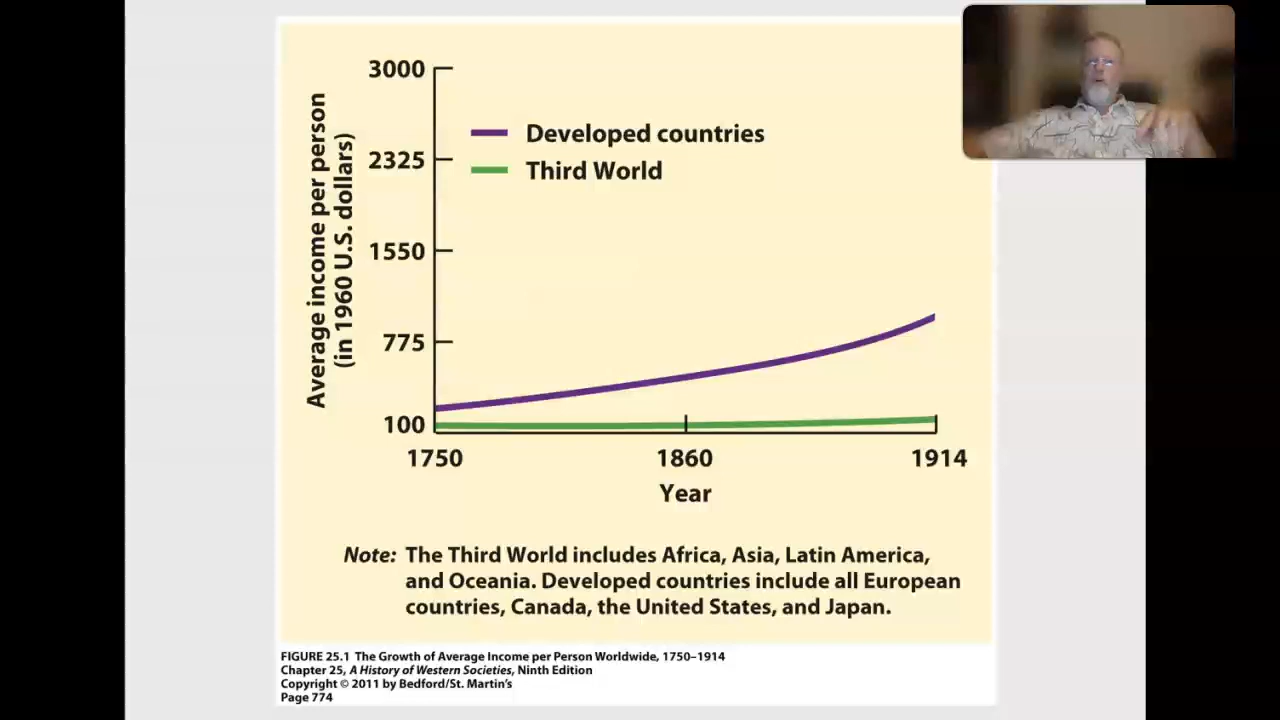 Average income per person
(in 1960 U.S. dollars)
3000
2325
1550
775
100
Developed countries
Third World
1750
1860
1914
Year
Note: The Third World includes Africa, Asia, Latin America,
and Oceania. Developed countries include all European
countries, Canada, the United States, and Japan.
FIGURE 25.1 The Growth of Average Income per Person Worldwide, 1750–1914
Chapter 25, A History of Western Societies, Ninth Edition
Copyright © 2011 by Bedford/St. Martin's
Page 774